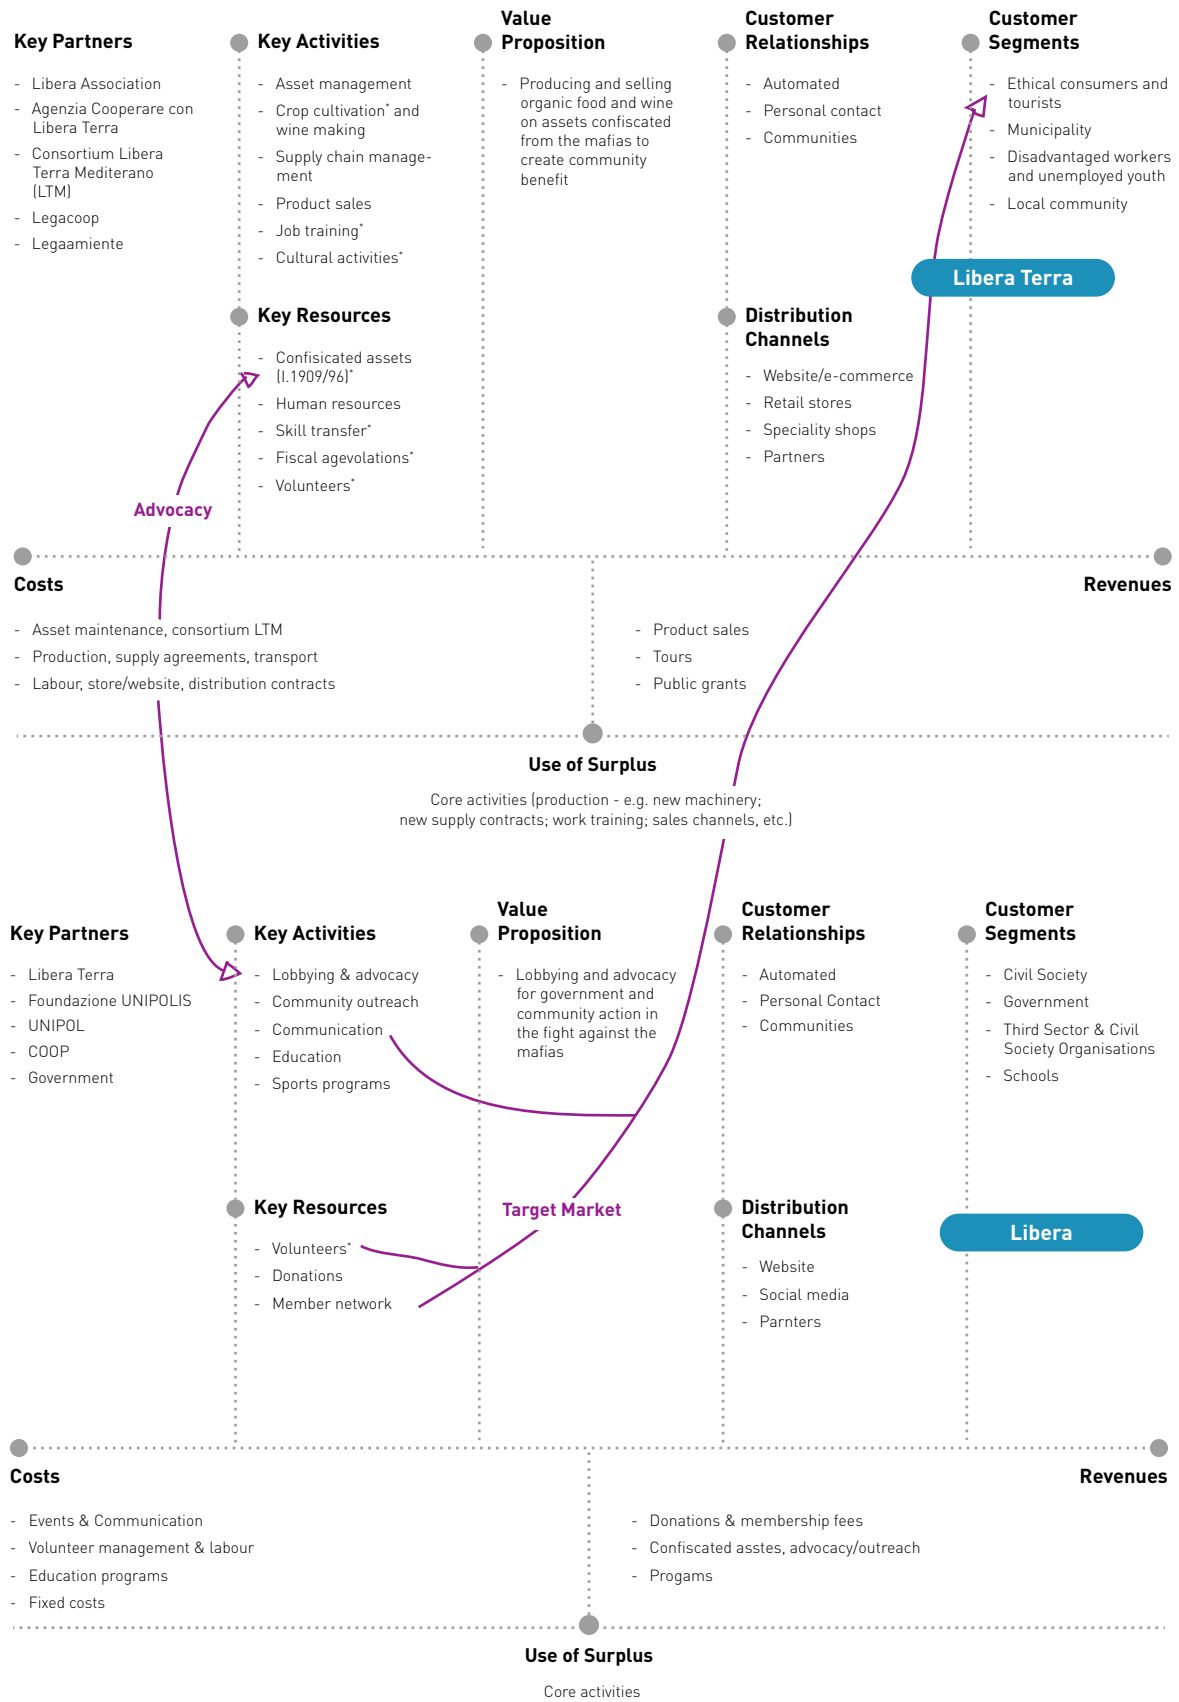 Key Partners
- Libera Association
- Agenzia Cooperare con
Libera Terra
- Consortium Libera
Terra Mediterano
(LTM)
- Legacoop
- Legaamiente
Key Activities
- Asset management
- Crop cultivation* and
wine making
- Supply chain manage-
ment
- Product sales
- Job training*
- Cultural activities*
Key Resources
- Confisicated assets
(I.1909/96)*
- Human resources
- Skill transfer*
- Fiscal agevolations*
- Volunteers*
Value
Proposition
- Producing and selling
organic food and wine
on assets confiscated
from the mafias to
create community
benefit
Customer
Relationships
- Automated
- Personal contact
- Communities
Distribution
Channels
- Website/e-commerce
- Retail stores
- Speciality shops
- Partners
Customer
Segments
- Ethical consumers and
tourists
- Municipality
- Disadvantaged workers
and unemployed youth
- Local community
Libera Terra
Advocacy
Costs
- Asset maintenance, consortium LTM
- Production, supply agreements, transport
- Labour, store/website, distribution contracts
Revenues
- Product sales
- Tours
- Public grants
Use of Surplus
Core activities (production - e.g. new machinery;
new supply contracts; work training; sales channels, etc.)
Key Partners
- Libera Terra
- Foundazione UNIPOLIS
- UNIPOL
- COOP
- Government
Key Activities
- Lobbying & advocacy
- Community outreach
- Communication
- Education
- Sports programs
Key Resources
- Volunteers*
- Donations
- Member network
Value
Proposition
- Lobbying and advocacy
for government and
community action in
the fight against the
mafias
Target Market
Customer
Relationships
- Automated
- Personal Contact
- Communities
Distribution
Channels
- Website
- Social media
- Parnters
Customer
Segments
- Civil Society
- Government
- Third Sector & Civil
Society Organisations
- Schools
Libera
Costs
- Events & Communication
- Volunteer management & labour
- Education programs
- Fixed costs
Revenues
- Donations & membership fees
- Confiscated asstes, advocacy/outreach
- Progams
Use of Surplus
Core activities